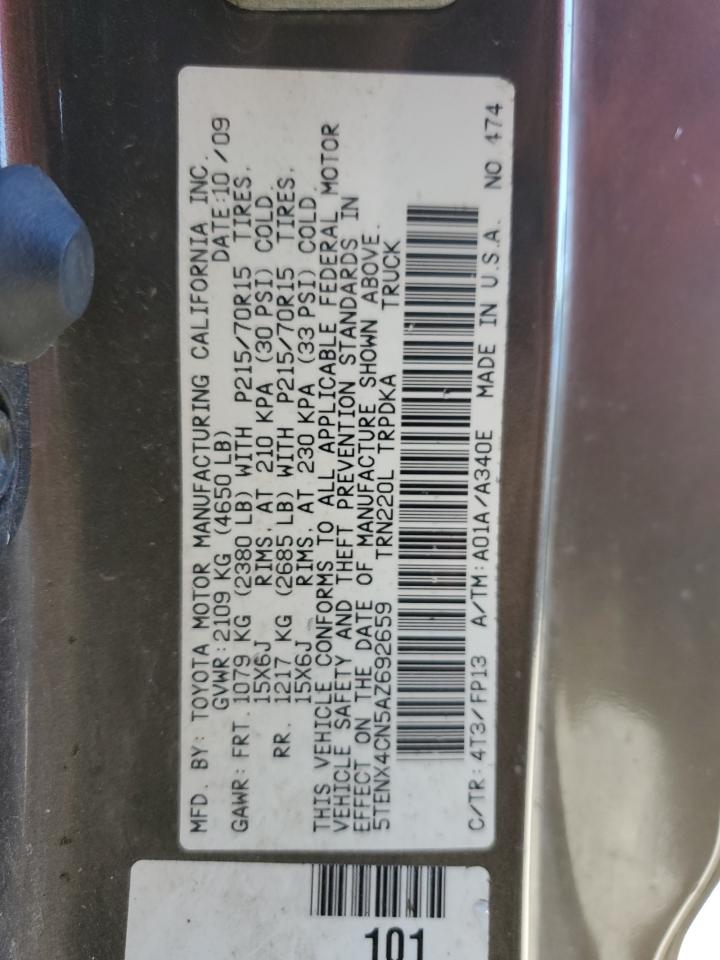 MFD. BY: TOYOTA MOTOR MANUFACTURING CALIFORNIA INC.
GVWR: 2109 KG (4650 LB) DATE: 10 /09
GAWR: FRT. 1079 KG (2380 LB) WITH P215/70R15 TIRES.
15X6J RIMS, AT 210 KPA (30 PSI) COLD.
RR. 1217 KG (2685 LB) WITH P215/70R15 TIRES.
15X6J RIMS, AT 230 KPA (33 PSI) COLD.
THIS VEHICLE CONFORMS TO ALL APPLICABLE FEDERAL MOTOR
VEHICLE SAFETY AND THEFT PREVENTION STANDARDS IN
EFFECT ON THE DATE OF MANUFACTURE SHOWN ABOVE.
5TENX4CN5AZ692659 TRN220L TRPDKA TRUCK
C/TR: 4T3/FP13 A/TM: A01A/A340E MADE IN U.S.A. NO 474
101